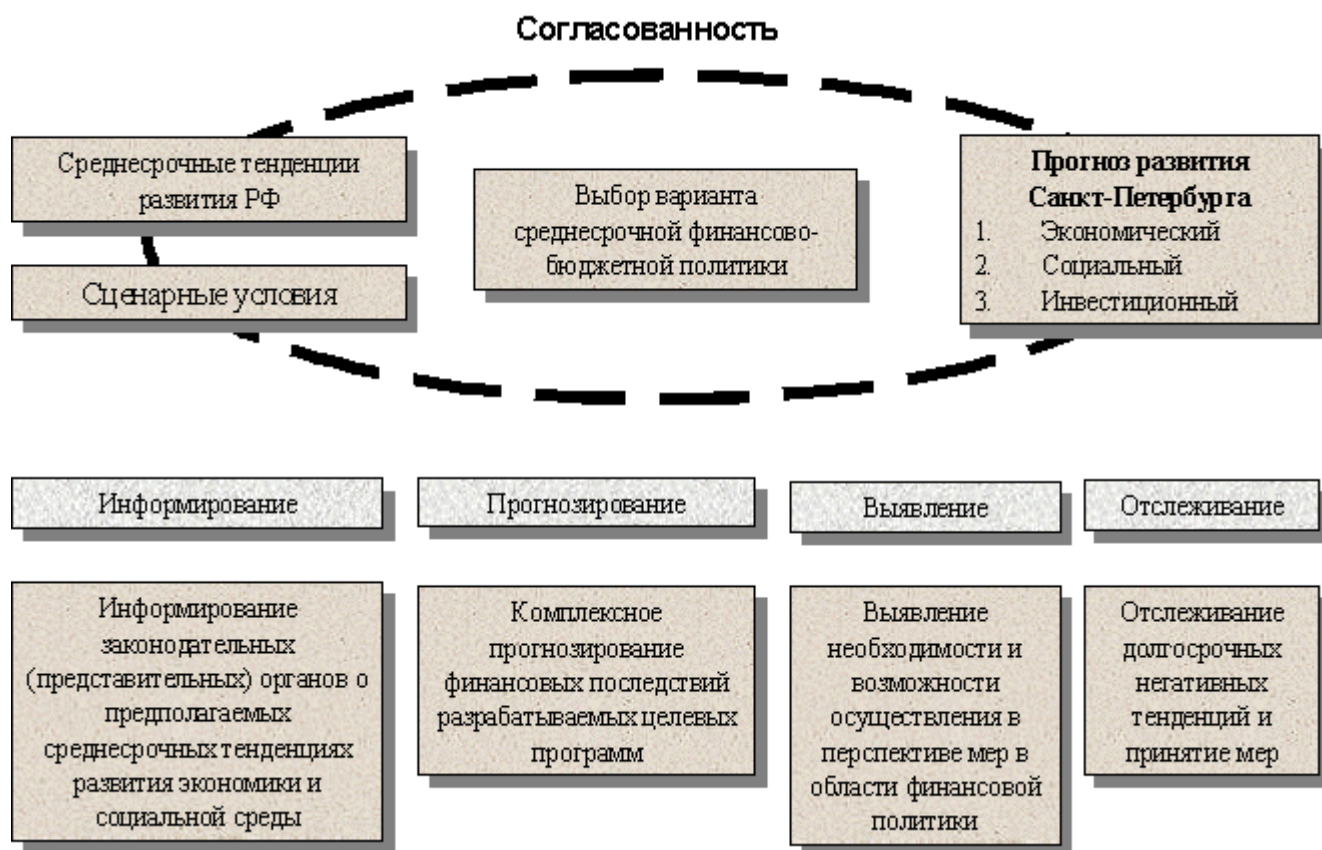 Согласованность
Среднесрочные тенденции
развития РФ
Сценарные условия
Выбор варианта
среднесрочной финансово-
бюджетной политики
Прогноз развития
Санкт-Петербурга
1. Экономический
2. Социальный
3. Инвестиционный
Информирование
Прогнозирование
Выявление
Отслеживание
Информирование
законодательных
(представительных) органов о
предполагаемых
среднесрочных тенденциях
развития экономики и
социальной среды
Комплексное
прогнозирование
финансовых последствий
разрабатываемых целевых
программ
Выявление
необходимости и
возможности
осуществления в
перспективе мер в
области финансовой
политики
Отслеживание
долгосрочных
негативных
тенденций и
принятие мер